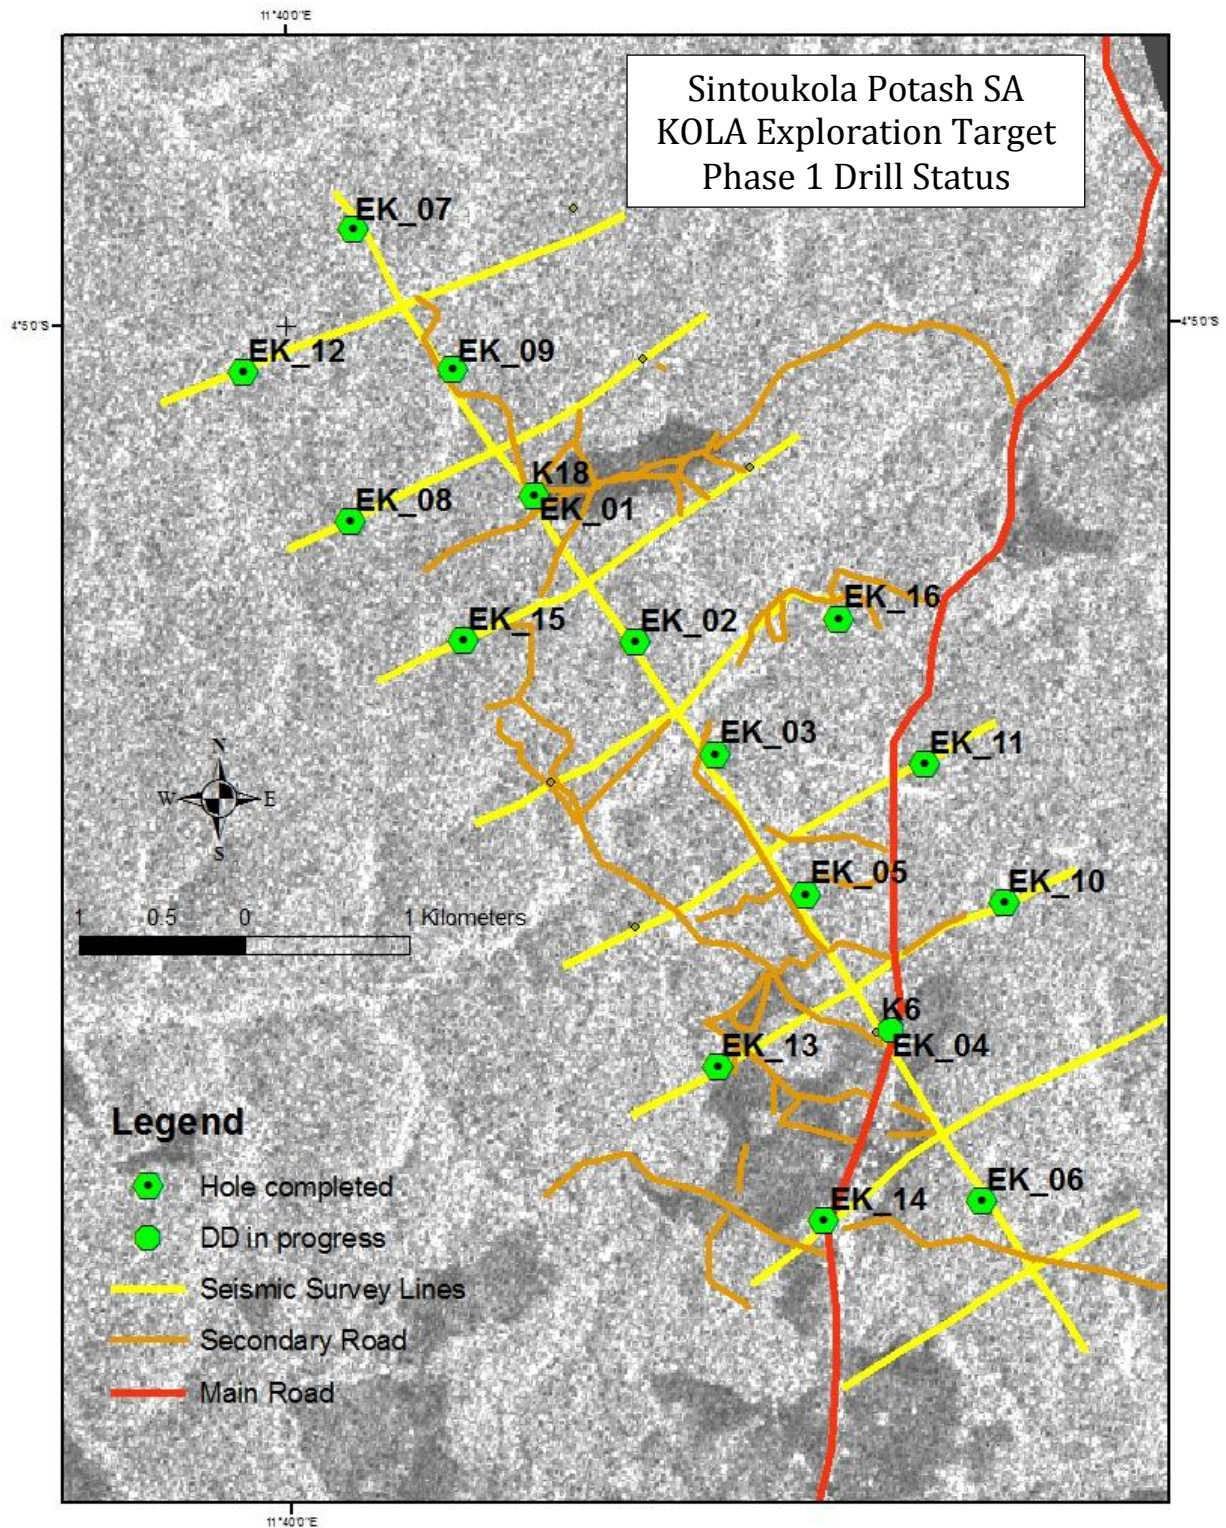 11°40'0"E
Sintoukola Potash SA
KOLA Exploration Target
Phase 1 Drill Status
EK_07
4°5'0"S
4°5'0"S
EK_12
EK_09
K18
EK_08
EK_01
EK_16
EK_15
EK_02
EK_03
EK_11
N
W
E
S
EK_05
EK_10
1 0.5 0 1 Kilometers
K6
EK_13
EK_04
Legend
Hole completed
EK_06
EK_14
DD in progress
Seismic Survey Lines
Secondary Road
Main Road
11°40'0"E